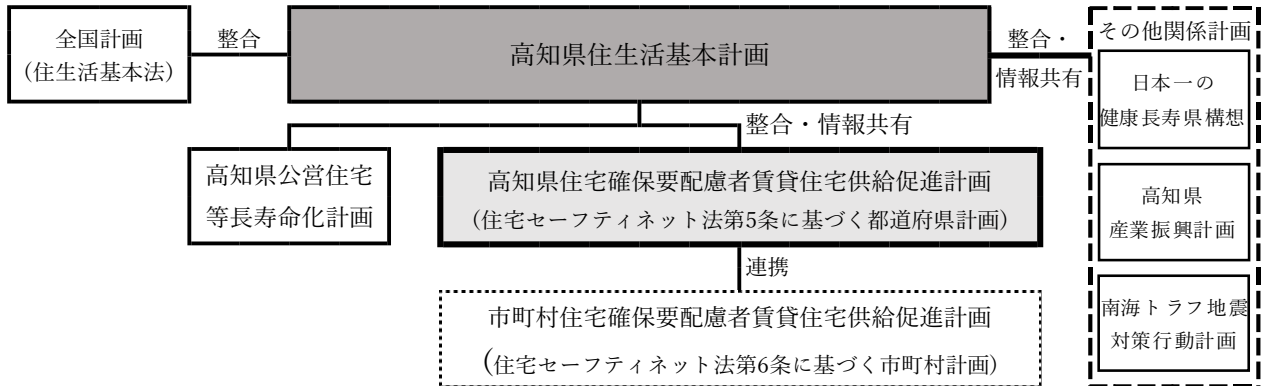 全国計画
(住生活基本法)
整合
高知県住生活基本計画
整合・
情報共有
その他関係計画
日本一の
健康長寿県構想
高知県
産業振興計画
南海トラフ地震
対策行動計画
整合・情報共有
高知県公営住宅
等長寿命化計画
高知県住宅確保要配慮者賃貸住宅供給促進計画
(住宅セーフティネット法第5条に基づく都道府県計画)
連携
市町村住宅確保要配慮者賃貸住宅供給促進計画
(住宅セーフティネット法第6条に基づく市町村計画)